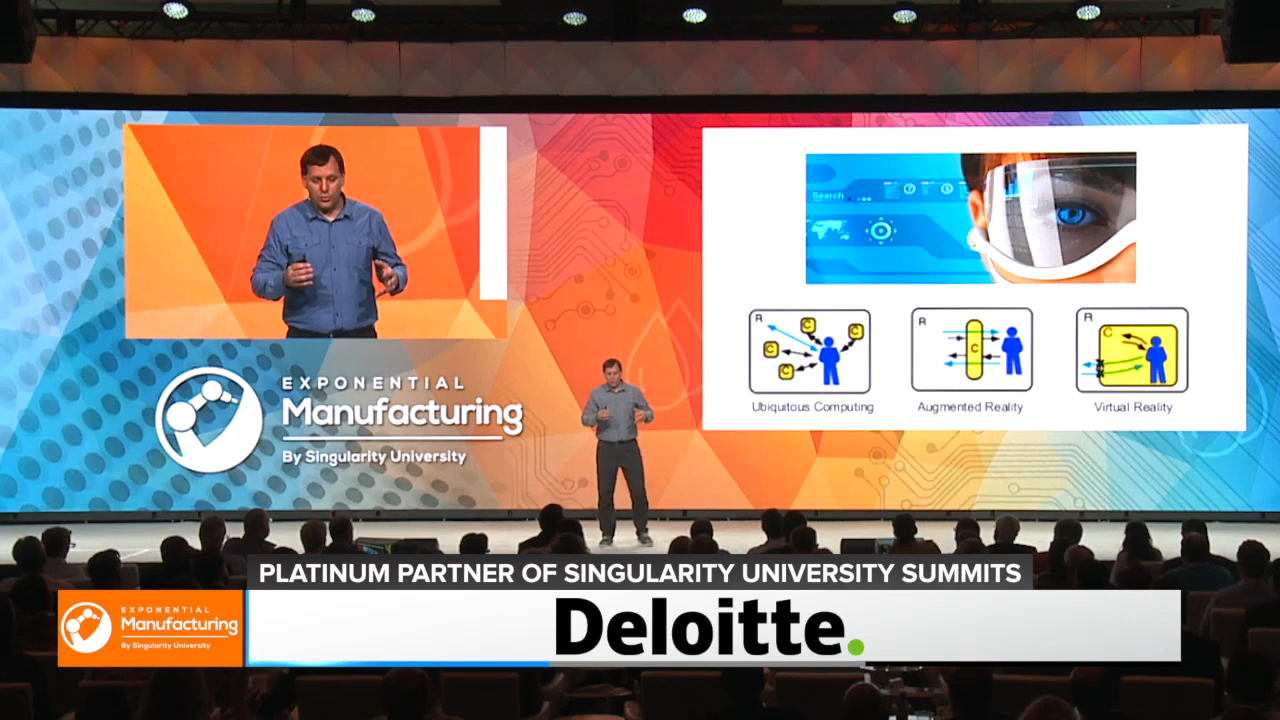 Search
R
C
C
C
C
Ubiquitous Computing
R
C
Augmented Reality
R
C
Virtual Reality
EXPONENTIAL
Manufacturing
By Singularity University
PLATINUM PARTNER OF SINGULARITY UNIVERSITY SUMMITS
EXPONENTIAL
Manufacturing
By Singularity University
Deloitte.